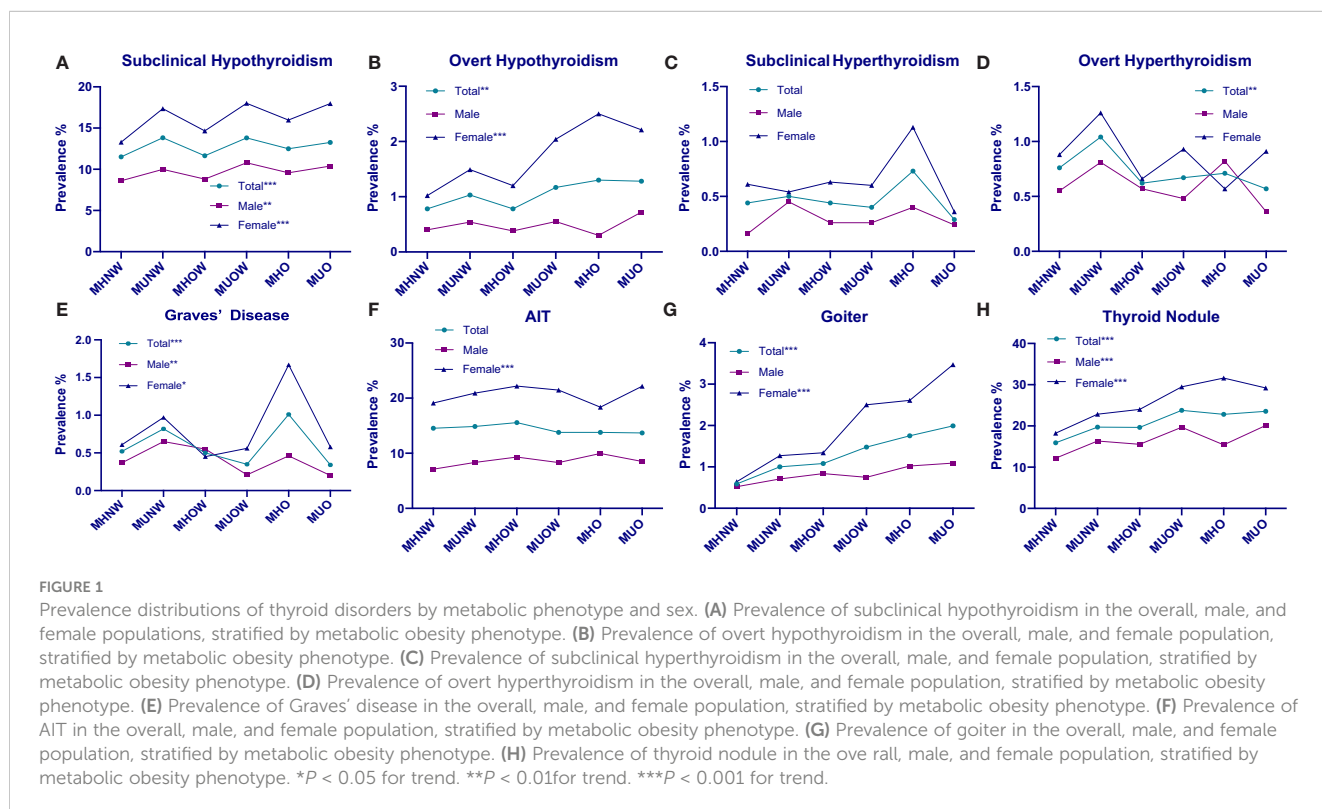 A
Subclinical Hypothyroidism
Prevalence %
20
15
10
5
0
Total***
Male**
Female***
MHNW
MUNW
MHOW
MUOW
MHO
MUO
B
Overt Hypothyroidism
Prevalence %
3
2
1
0
Total**
Male
Female***
MHNW
MUNW
MHOW
MUOW
MHO
MUO
C
Subclinical Hyperthyroidism
Prevalence %
1.5
1.0
0.5
0.0
Total
Male
Female
MHNW
MUNW
MHOW
MUOW
MHO
MUO
D
Overt Hyperthyroidism
Prevalence %
1.5
1.0
0.5
0.0
Total**
Male
Female
MHNW
MUNW
MHOW
MUOW
MHO
MUO
E
Graves' Disease
Prevalence %
2.0
1.5
1.0
0.5
0.0
Total***
Male**
Female*
MHNW
MUNW
MHOW
MUOW
MHO
MUO
F
AIT
Prevalence %
30
20
10
0
Total
Male
Female***
MHNW
MUNW
MHOW
MUOW
MHO
MUO
G
Goiter
Prevalence %
4
3
2
1
0
Total***
Male
Female***
MHNW
MUNW
MHOW
MUOW
MHO
MUO
H
Thyroid Nodule
Prevalence %
40
30
20
10
0
Total***
Male***
Female***
MHNW
MUNW
MHOW
MUOW
MHO
MUO
FIGURE 1
Prevalence distributions of thyroid disorders by metabolic phenotype and sex. (A) Prevalence of subclinical hypothyroidism in the overall, male, and
female populations, stratified by metabolic obesity phenotype. (B) Prevalence of overt hypothyroidism in the overall, male, and female population,
stratified by metabolic obesity phenotype. (C) Prevalence of subclinical hyperthyroidism in the overall, male, and female population, stratified by
metabolic obesity phenotype. (D) Prevalence of overt hyperthyroidism in the overall, male, and female population, stratified by metabolic obesity
phenotype. (E) Prevalence of Graves' disease in the overall, male, and female population, stratified by metabolic obesity phenotype. (F) Prevalence of
AIT in the overall, male, and female population, stratified by metabolic obesity phenotype. (G) Prevalence of goiter in the overall, male, and female
population, stratified by metabolic obesity phenotype. (H) Prevalence of thyroid nodule in the ove rall, male, and female population, stratified by
metabolic obesity phenotype. *P < 0.05 for trend. **P < 0.01for trend. ***P < 0.001 for trend.